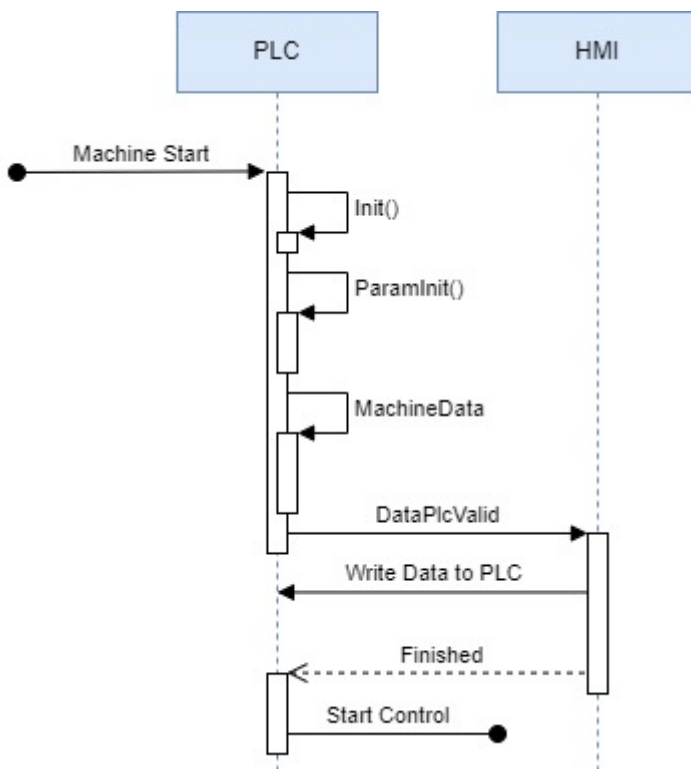 PLC
HMI
Machine Start
Init()
ParamInit()
MachineData
DataPlcValid
Write Data to PLC
Finished
Start Control